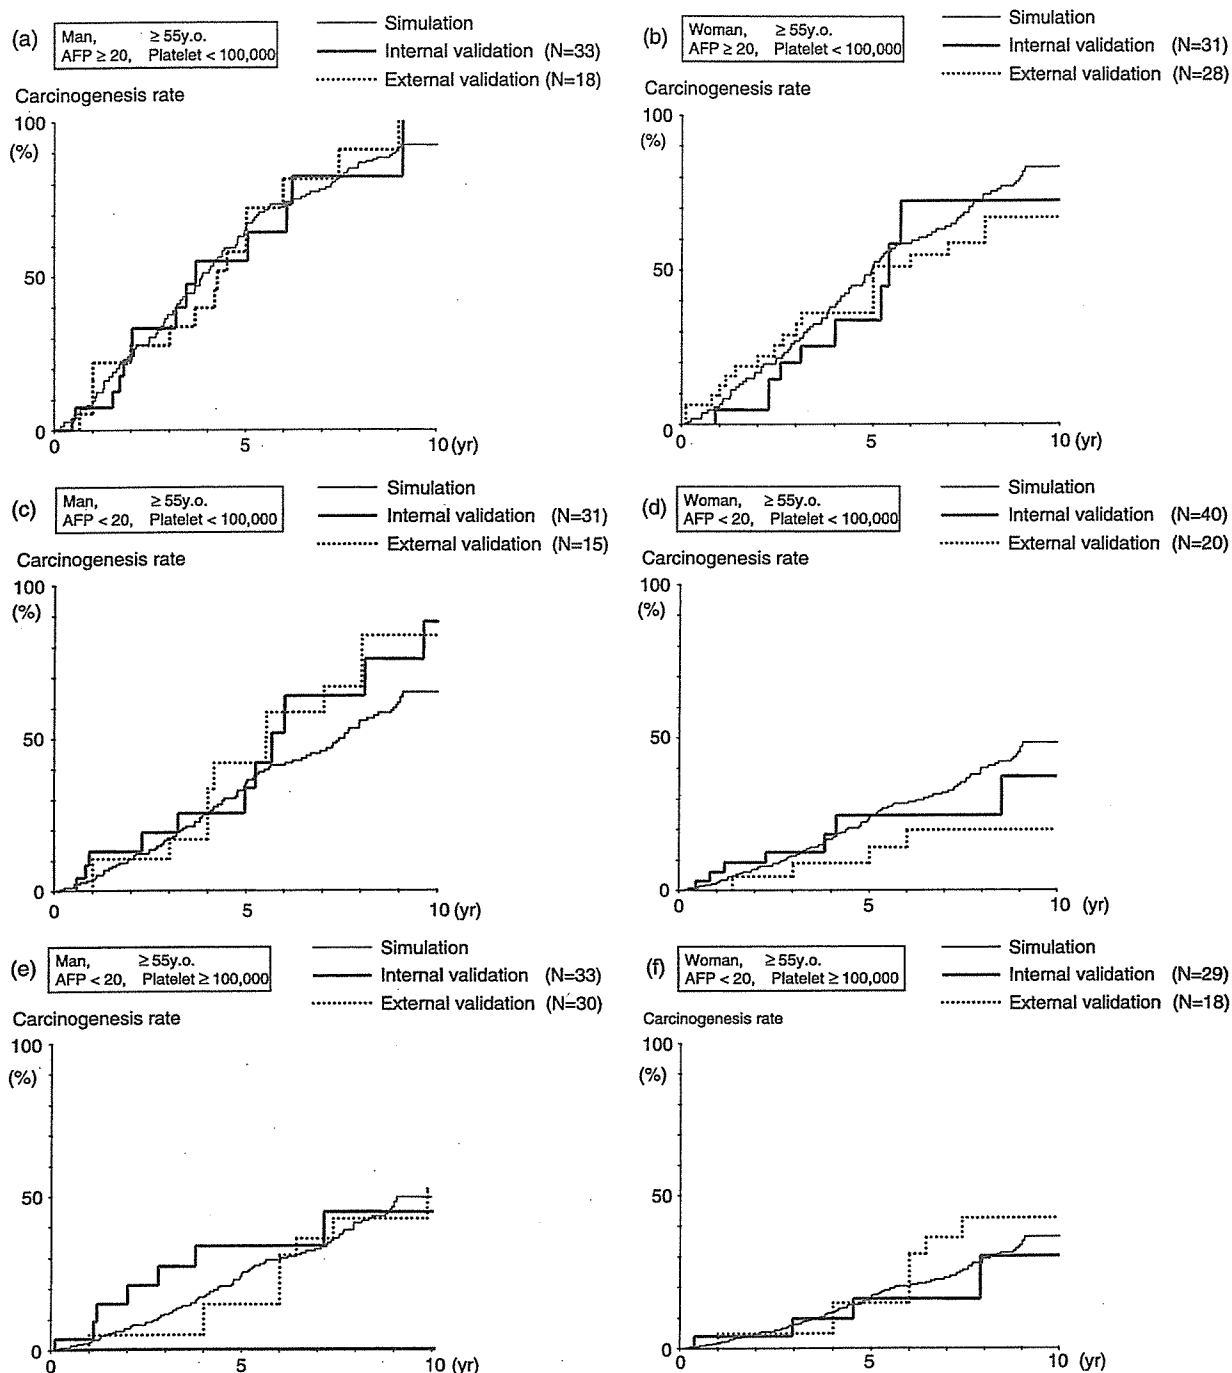 (a)
Man, ≥ 55y.o.
AFP ≥ 20, Platelet < 100,000
Simulation
Internal validation (N=33)
External validation (N=18)
Carcinogenesis rate
100
(%)
50
0
0 5 10 (yr)
(b)
Woman, ≥ 55y.o.
AFP ≥ 20, Platelet < 100,000
Simulation
Internal validation (N=31)
External validation (N=28)
Carcinogenesis rate
100
(%)
50
0
0 5 10 (yr)
(c)
Man, ≥ 55y.o.
AFP < 20, Platelet < 100,000
Simulation
Internal validation (N=31)
External validation (N=15)
Carcinogenesis rate
100
(%)
50
0
0 5 10 (yr)
(d)
Woman, ≥ 55y.o.
AFP < 20, Platelet < 100,000
Simulation
Internal validation (N=40)
External validation (N=20)
Carcinogenesis rate
100
(%)
50
0
0 5 10 (yr)
(e)
Man, ≥ 55y.o.
AFP < 20, Platelet ≥ 100,000
Simulation
Internal validation (N=33)
External validation (N=30)
Carcinogenesis rate
100
(%)
50
0
0 5 10 (yr)
(f)
Woman, ≥ 55y.o.
AFP < 20, Platelet ≥ 100,000
Simulation
Internal validation (N=29)
External validation (N=18)
Carcinogenesis rate
100
(%)
50
0
0 5 10 (yr)